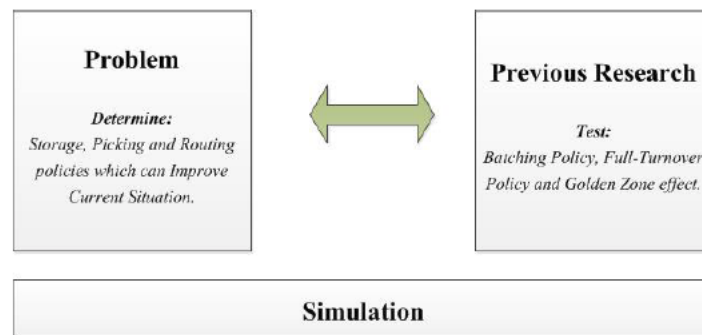 Problem
Determine:
Storage, Picking and Routing
policies which can Improve
Current Situation.
Previous Research
Test:
Batching Policy, Full-Turnover
Policy and Golden Zone effect.
Simulation